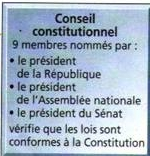 Conseil
constitutionnel
9 membres nommés par :
• le président
de la République
• le président
de l'Assemblée nationale
• le président du Sénat
vérifie que les lois sont
conformes à la Constitution